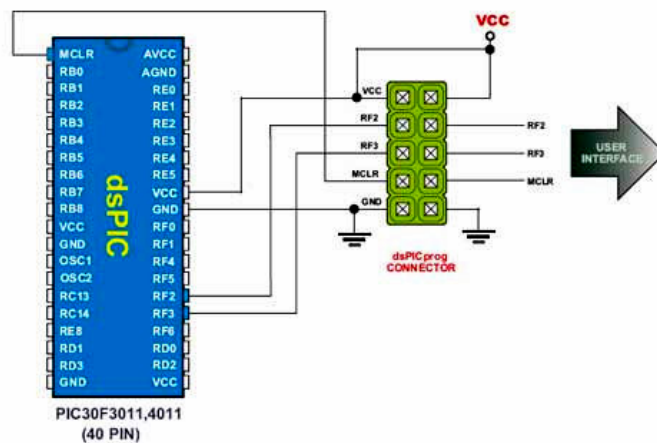 VCC
MCLR AVCC
RB0 AGND
RB1 RE0
RB2 RE1
RB3 RE2
RB4 RE3
RB5 RE4
RB6 RE5
RB7 VCC
RB8 GND
VCC RF0
GND RF1
OSC1 RF4
OSC2 RF5
RC13 RF2
RC14 RF3
RE8 RF6
RD1 RD0
RD3 RD2
GND VCC
dsPIC
PIC30F3011,4011
(40 PIN)
VCC
RF2 RF2
RF3 RF3
MCLR MCLR
GND
dsPICprog
CONNECTOR
USER
INTERFACE